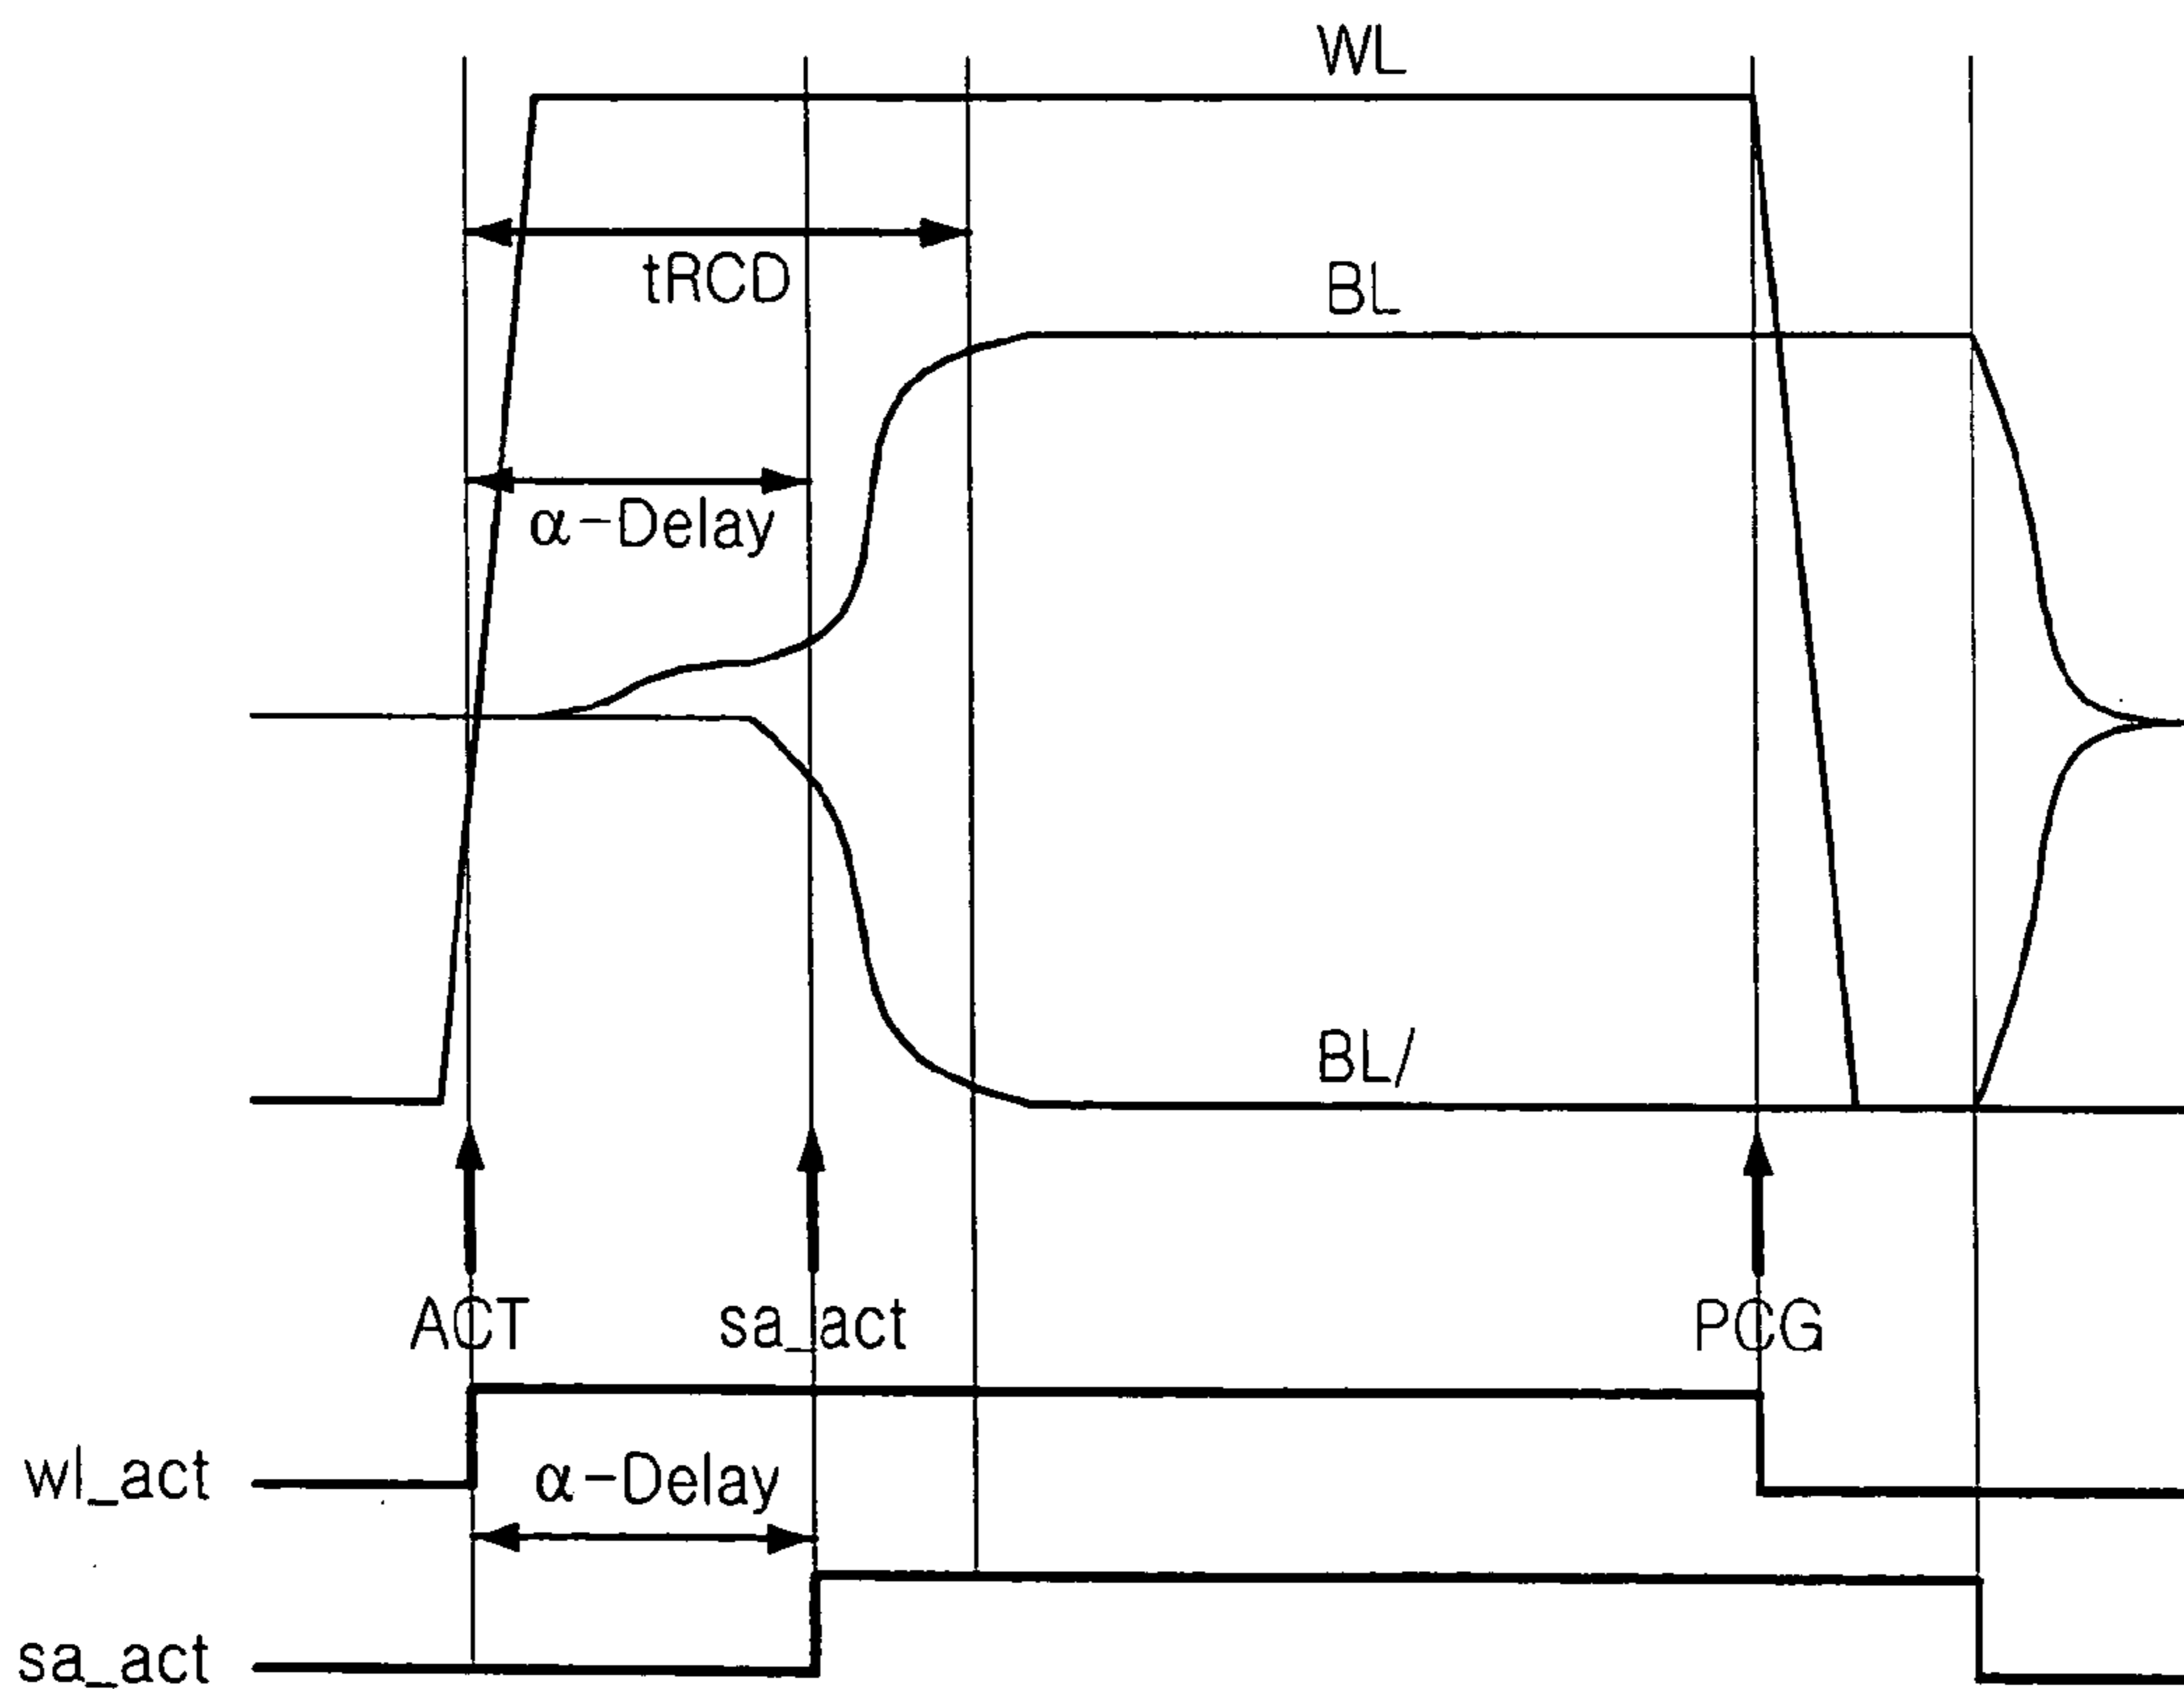 WL
tRCD
BL
α-Delay
BL/
ACT sa_act PCG
wl_act
α-Delay
sa_act